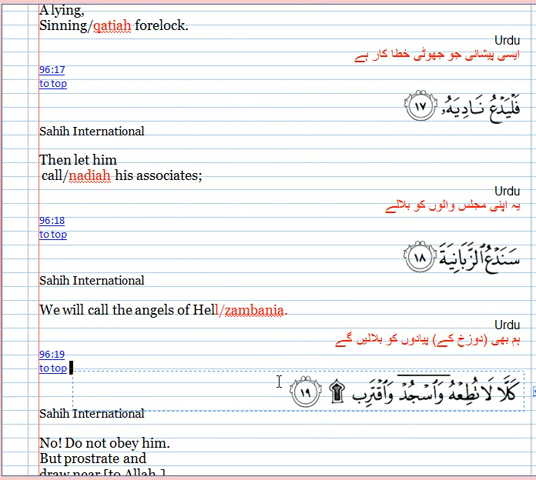 A lying,
Sinning/qatiah forelock.
Urdu
ایسی پیشانی جو جھوٹی خطا کار ہے
96:17
to top
فَلْيَدْعُ نَادِيَهُۥ ١٧
Sahih International
Then let him
call/nadiah his associates;
Urdu
یہ اپنی مجلس والوں کو بلالے
96:18
to top
سَنَدْعُ ٱلزَّبَانِيَةَ ١٨
Sahih International
We will call the angels of Hell/zambania.
Urdu
ہم بھی (دوزخ کے) پیادوں کو بلالیں گے
96:19
to top
كَلَّا لَا تُطِعْهُ وَٱسْجُدْ وَٱقْتَرِب ۩ ١٩
Sahih International
No! Do not obey him.
But prostrate and
draw near [to Allah ]